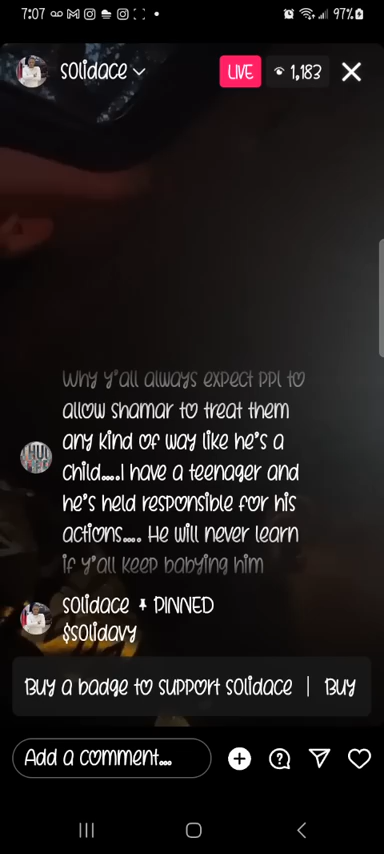 7:07 97%
solidace
LIVE 1,183
Why y'all always expect ppl to
allow shamar to treat them
any kind of way like he's a
child....I have a teenager and
he's held responsible for his
actions.... He will never learn
if y'all keep babying him
solidace PINNED
$solidavy
Buy a badge to support solidace | Buy
Add a comment...